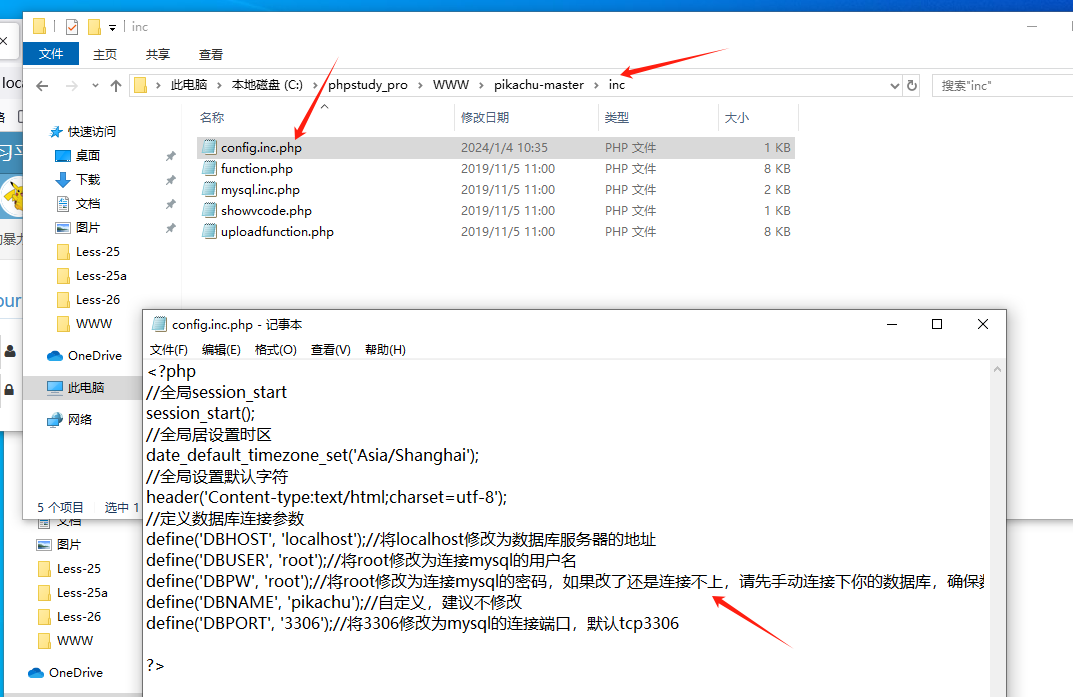 inc
文件 主页 共享 查看
此电脑 本地磁盘 (C:) phpstudy_pro WWW pikachu-master inc
搜索"inc"
名称 修改日期 类型 大小
快速访问
桌面
下载
文档
图片
Less-25
Less-25a
Less-26
WWW
OneDrive
此电脑
网络
config.inc.php 2024/1/4 10:35 PHP 文件 1 KB
function.php 2019/11/5 11:00 PHP 文件 8 KB
mysql.inc.php 2019/11/5 11:00 PHP 文件 2 KB
showvcode.php 2019/11/5 11:00 PHP 文件 1 KB
uploadfunction.php 2019/11/5 11:00 PHP 文件 8 KB
5 个项目 选中 1
文档
图片
Less-25
Less-25a
Less-26
WWW
OneDrive
config.inc.php - 记事本
文件(F) 编辑(E) 格式(O) 查看(V) 帮助(H)
<?php
//全局session_start
session_start();
//全局居设置时区
date_default_timezone_set('Asia/Shanghai');
//全局设置默认字符
header('Content-type:text/html;charset=utf-8');
//定义数据库连接参数
define('DBHOST', 'localhost');//将localhost修改为数据库服务器的地址
define('DBUSER', 'root');//将root修改为连接mysql的用户名
define('DBPW', 'root');//将root修改为连接mysql的密码，如果改了还是连接不上，请先手动连接下你的数据库，确保
define('DBNAME', 'pikachu');//自定义，建议不修改
define('DBPORT', '3306');//将3306修改为mysql的连接端口，默认tcp3306
?>